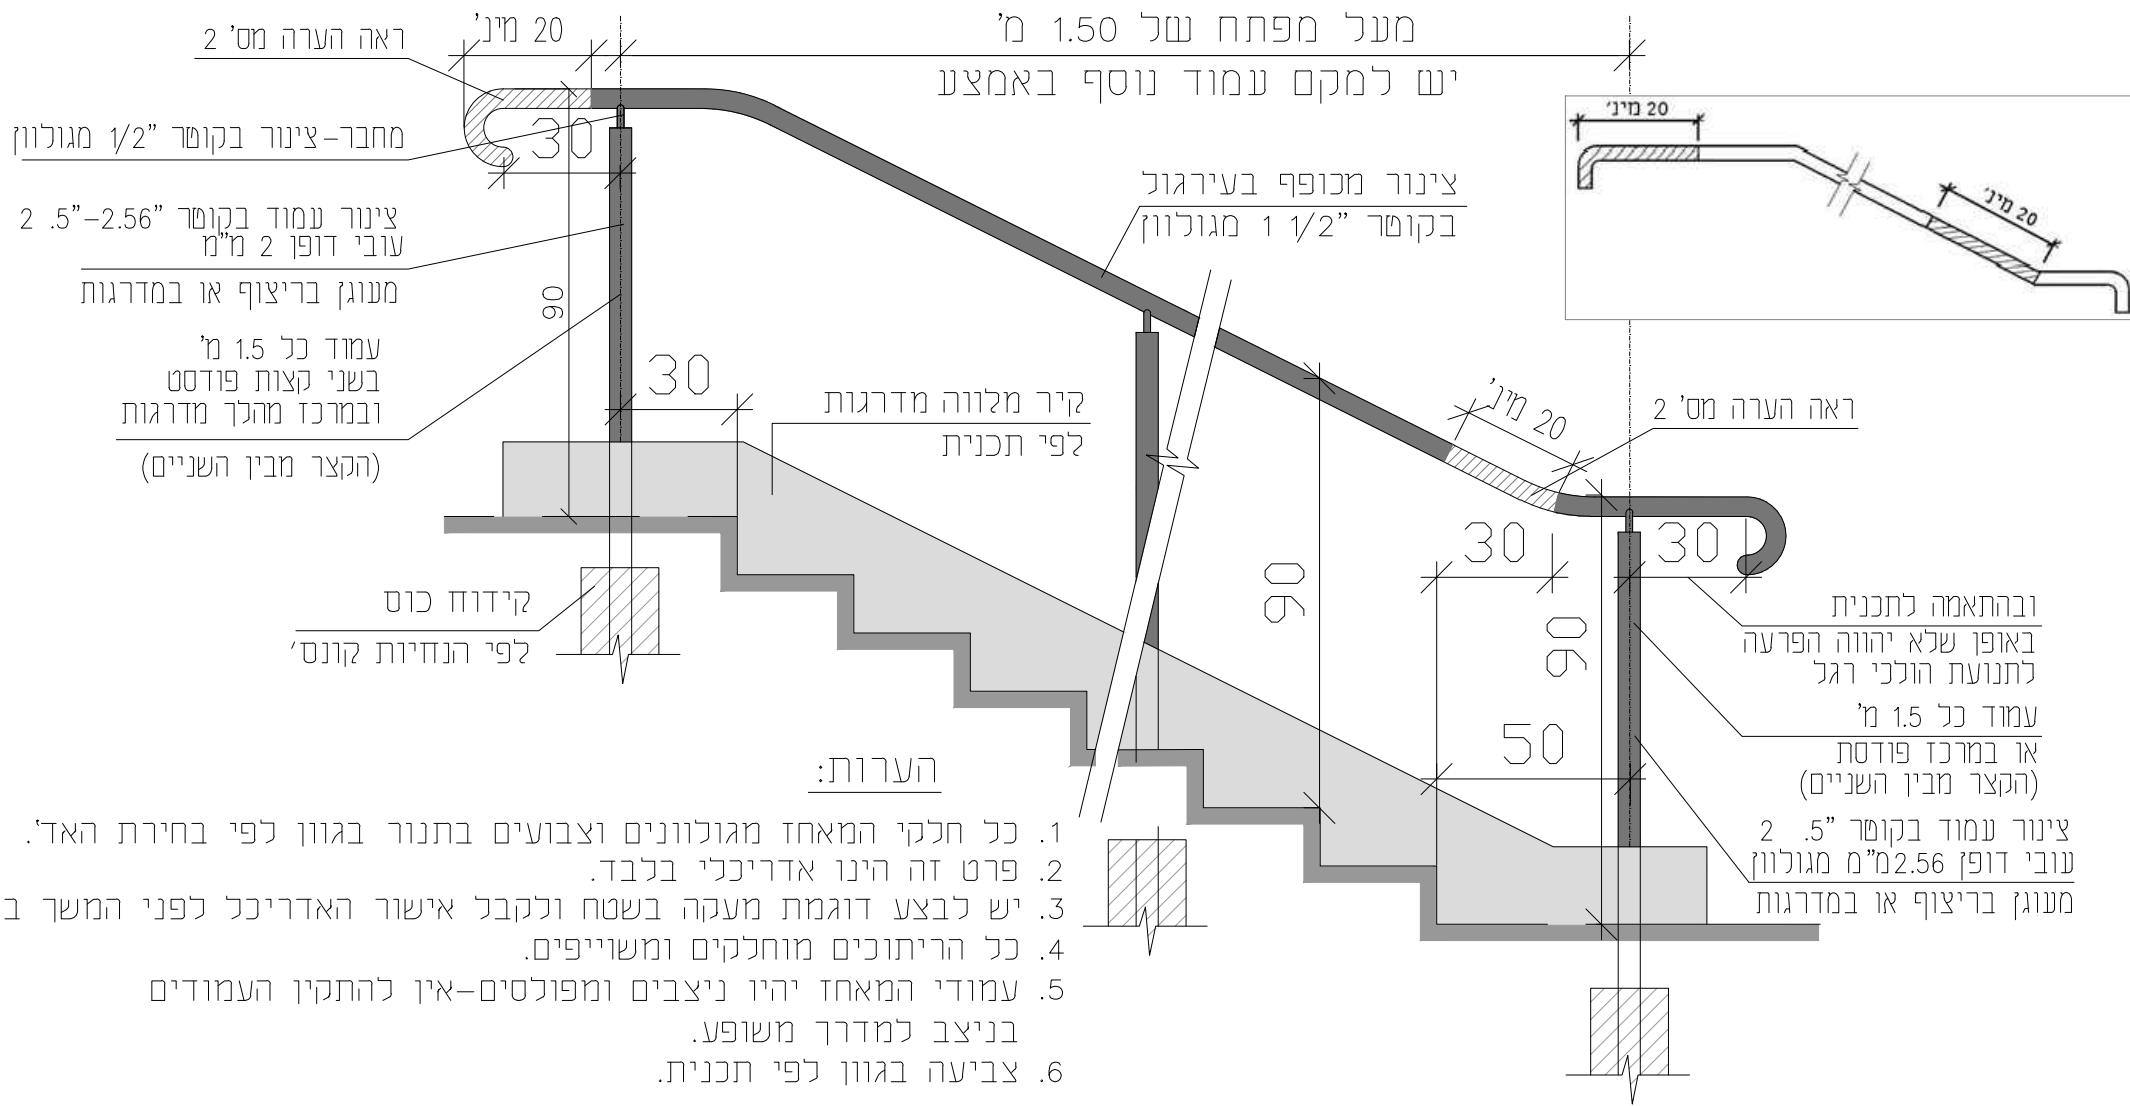 מעל מפתח של 1.50 מ'
יש למקם עמוד נוסף באמצע
20 מינ'
ראה הערה מס' 2
מחבר-צינור בקוטר "1/2 מגולוון
30
צינור עמוד בקוטר "2.56-"5. 2
עובי דופן 2 מ"מ
מעוגן בריצוף או במדרגות
90
עמוד כל 1.5 מ'
בשני קצות פודסט
ובמרכז מהלך מדרגות
(הקצר מבין השניים)
30
קיר מלווה מדרגות
לפי תכנית
צינור מכופף בעירגול
בקוטר "1/2 1 מגולוון
20 מינ'
20 מינ'
20 מינ'
ראה הערה מס' 2
30
30
90
90
50
ובהתאמה לתכנית
באופן שלא יהווה הפרעה
לתנועת הולכי רגל
עמוד כל 1.5 מ'
או במרכז פודסת
(הקצר מבין השניים)
צינור עמוד בקוטר "5. 2
עובי דופן 2.56מ"מ מגולוון
מעוגן בריצוף או במדרגות
קידוח כוס
לפי הנחיות קונס'
הערות:
1. כל חלקי המאחז מגולוונים וצבועים בתנור בגוון לפי בחירת האד'.
2. פרט זה הינו אדריכלי בלבד.
3. יש לבצע דוגמת מעקה בשטח ולקבל אישור האדריכל לפני המשך ב
4. כל הריתוכים מוחלקים ומשוייפים.
5. עמודי המאחז יהיו ניצבים ומפולסים-אין להתקין העמודים
בניצב למדרך משופע.
6. צביעה בגוון לפי תכנית.